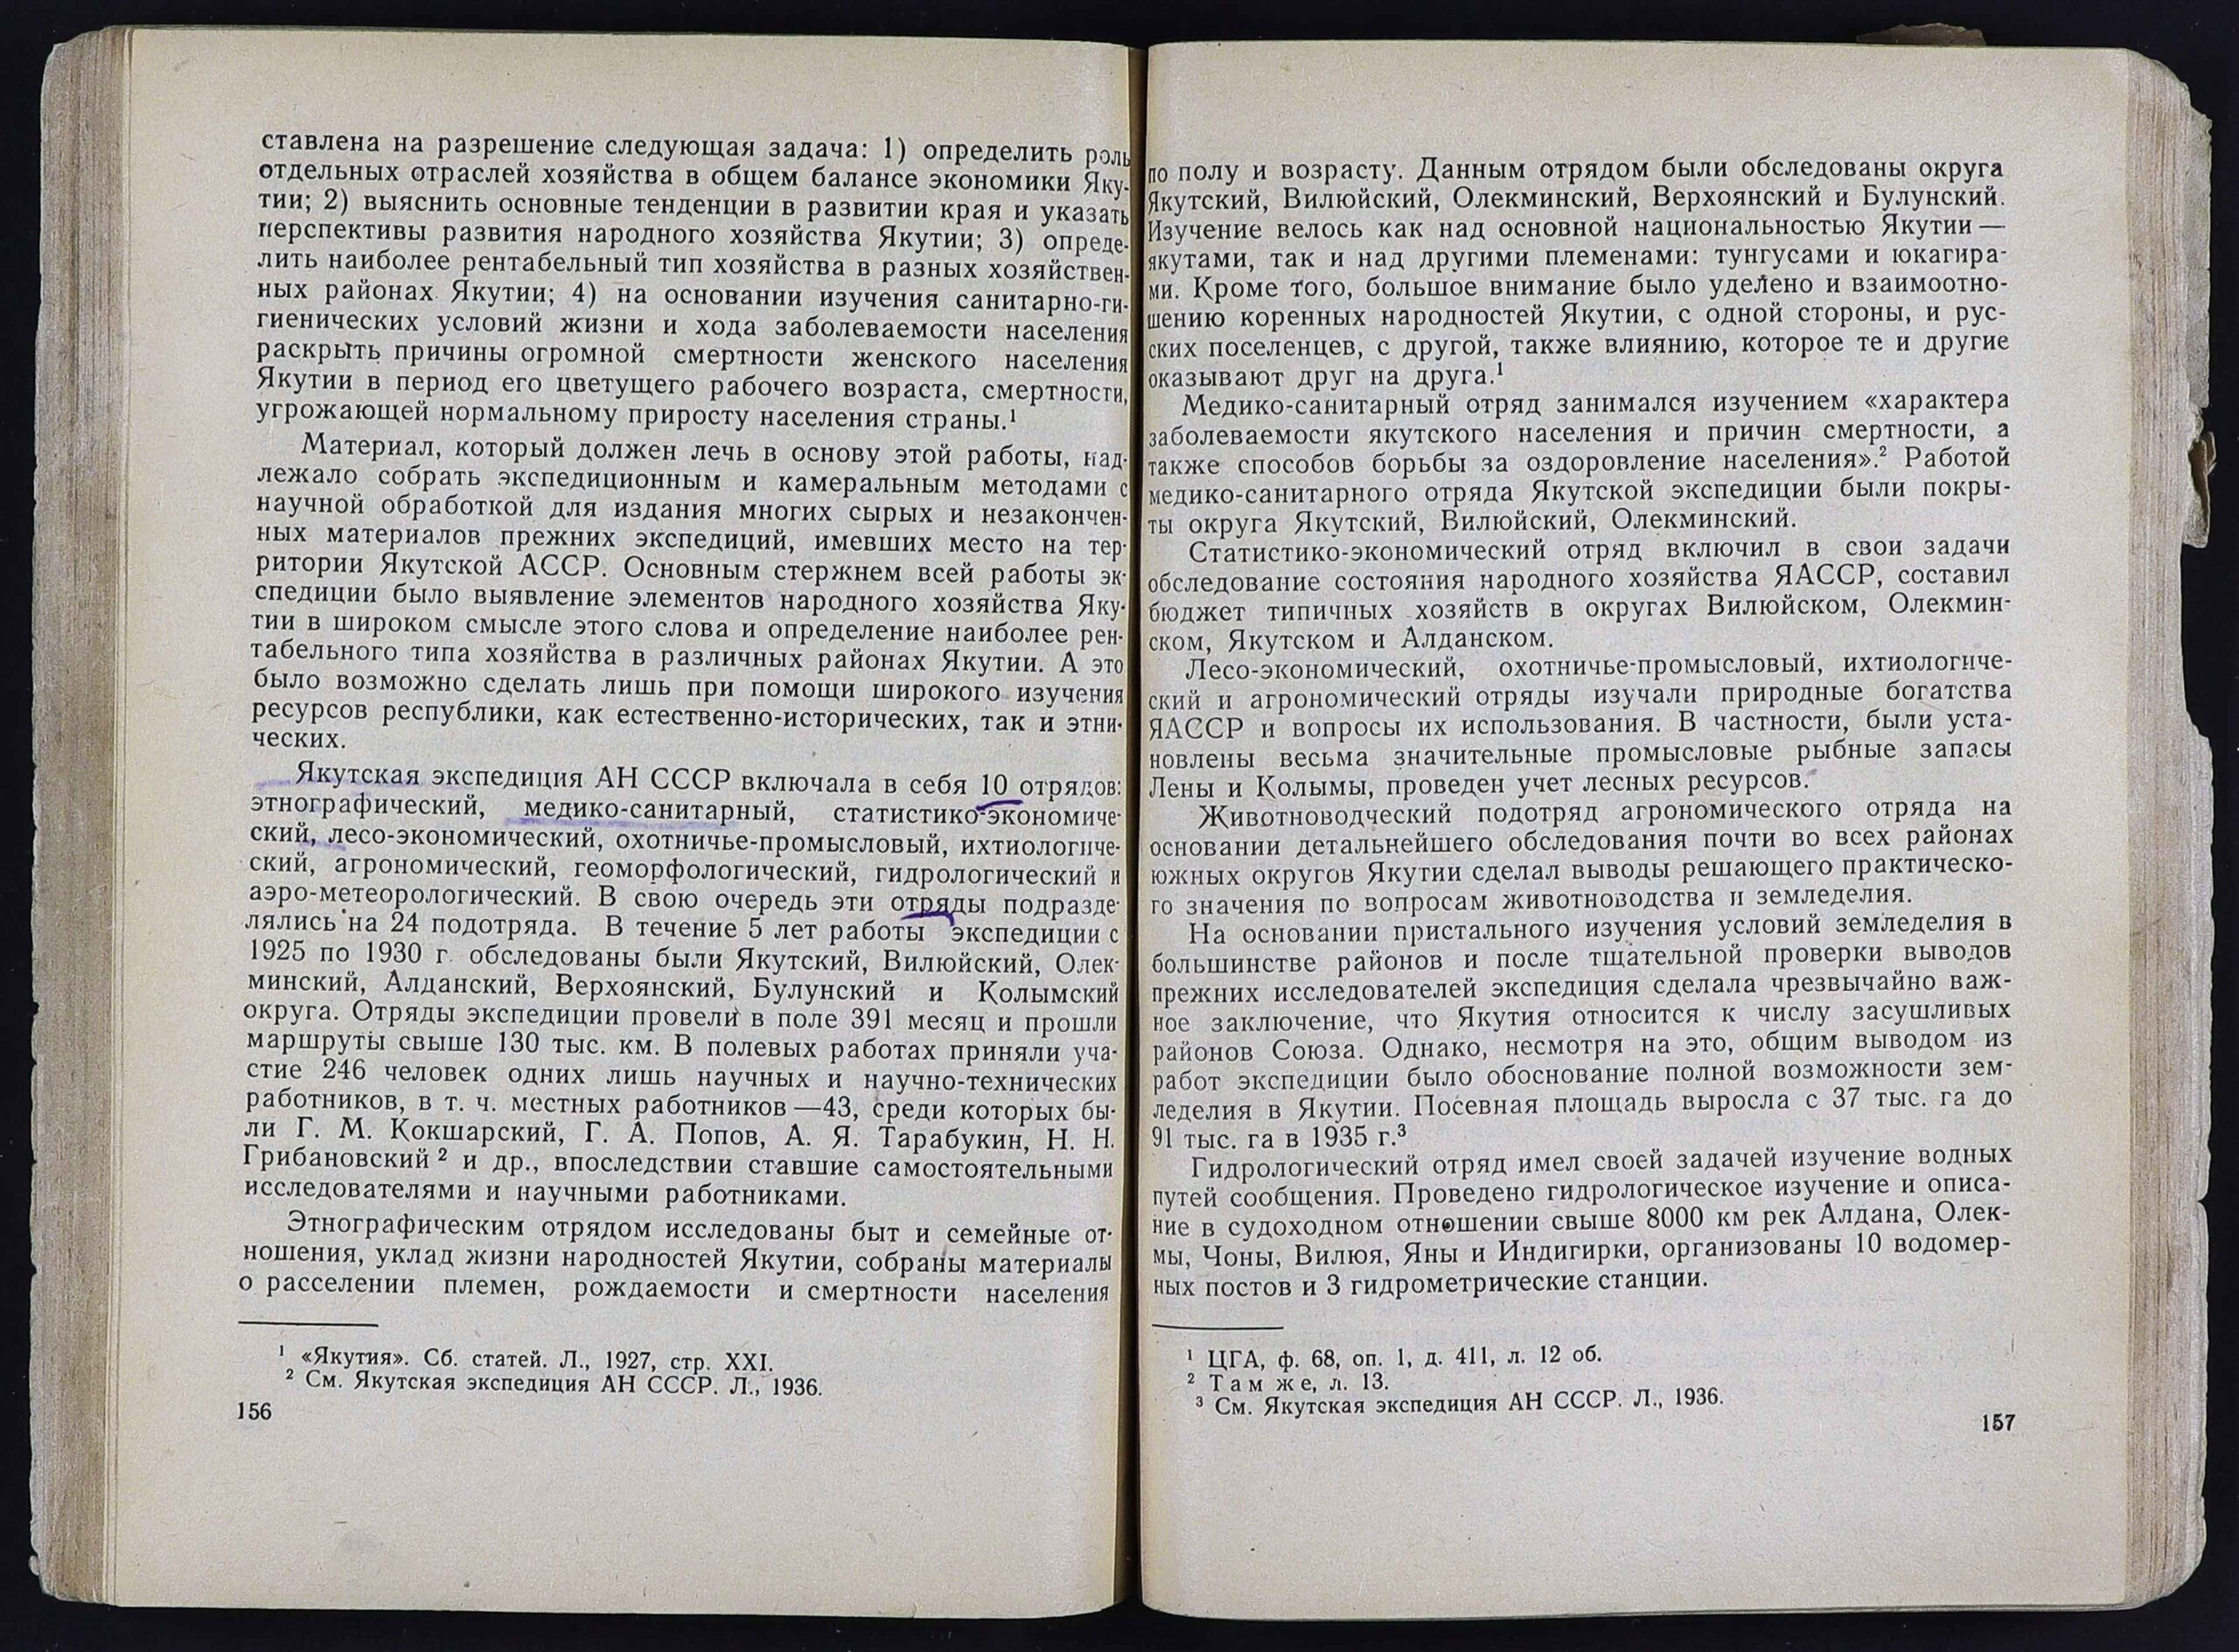 ставлена на разрешение следующая задача: 1) определить роль
отдельных отраслей хозяйства в общем балансе экономики Яку-
тии; 2) выяснить основные тенденции в развитии края и указать
перспективы развития народного хозяйства Якутии; 3) опреде-
лить наиболее рентабельный тип хозяйства в разных хозяйствен-
ных районах Якутии; 4) на основании изучения санитарно-ги-
гиенических условий жизни и хода заболеваемости населения
раскрыть причины огромной смертности женского населения
Якутии в период его цветущего рабочего возраста, смертности,
угрожающей нормальному приросту населения страны.¹
Материал, который должен лечь в основу этой работы, над-
лежало собрать экспедиционным и камеральным методами с
научной обработкой для издания многих сырых и незакончен-
ных материалов прежних экспедиций, имевших место на тер-
ритории Якутской АССР. Основным стержнем всей работы эк-
спедиции было выявление элементов народного хозяйства Яку-
тии в широком смысле этого слова и определение наиболее рен-
табельного типа хозяйства в различных районах Якутии. А это
было возможно сделать лишь при помощи широкого изучения
ресурсов республики, как естественно-исторических, так и этни-
ческих.
Якутская экспедиция АН СССР включала в себя 10 отрядов:
этнографический, медико-санитарный, статистико-экономиче-
ский, лесо-экономический, охотничье-промысловый, ихтиологиче-
ский, агрономический, геоморфологический, гидрологический и
аэро-метеорологический. В свою очередь эти отряды подразде-
лялись на 24 подотряда. В течение 5 лет работы экспедиции с
1925 по 1930 г. обследованы были Якутский, Вилюйский, Олек-
минский, Алданский, Верхоянский, Булунский и Колымский
округа. Отряды экспедиции провели в поле 391 месяц и прошли
маршруты свыше 130 тыс. км. В полевых работах приняли уча-
стие 246 человек одних лишь научных и научно-технических
работников, в т. ч. местных работников —43, среди которых бы-
ли Г. М. Кокшарский, Г. А. Попов, А. Я. Тарабукин, Н. Н.
Грибановский ² и др., впоследствии ставшие самостоятельными
исследователями и научными работниками.
Этнографическим отрядом исследованы быт и семейные от-
ношения, уклад жизни народностей Якутии, собраны материалы
о расселении племен, рождаемости и смертности населения
¹ «Якутия». Сб. статей. Л., 1927, стр. XXI.
² См. Якутская экспедиция АН СССР. Л., 1936.
156
по полу и возрасту. Данным отрядом были обследованы округа
Якутский, Вилюйский, Олекминский, Верхоянский и Булунский.
Изучение велось как над основной национальностью Якутии —
якутами, так и над другими племенами: тунгусами и юкагира-
ми. Кроме того, большое внимание было уделено и взаимоотно-
шению коренных народностей Якутии, с одной стороны, и рус-
ских поселенцев, с другой, также влиянию, которое те и другие
оказывают друг на друга.¹
Медико-санитарный отряд занимался изучением «характера
заболеваемости якутского населения и причин смертности, а
также способов борьбы за оздоровление населения».² Работой
медико-санитарного отряда Якутской экспедиции были покры-
ты округа Якутский, Вилюйский, Олекминский.
Статистико-экономический отряд включил в свои задачи
обследование состояния народного хозяйства ЯАССР, составил
бюджет типичных хозяйств в округах Вилюйском, Олекмин-
ском, Якутском и Алданском.
Лесо-экономический, охотничье-промысловый, ихтиологиче-
ский и агрономический отряды изучали природные богатства
ЯАССР и вопросы их использования. В частности, были уста-
новлены весьма значительные промысловые рыбные запасы
Лены и Колымы, проведен учет лесных ресурсов.
Животноводческий подотряд агрономического отряда на
основании детальнейшего обследования почти во всех районах
южных округов Якутии сделал выводы решающего практическо-
го значения по вопросам животноводства и земледелия.
На основании пристального изучения условий земледелия в
большинстве районов и после тщательной проверки выводов
прежних исследователей экспедиция сделала чрезвычайно важ-
ное заключение, что Якутия относится к числу засушливых
районов Союза. Однако, несмотря на это, общим выводом из
работ экспедиции было обоснование полной возможности зем-
леделия в Якутии. Посевная площадь выросла с 37 тыс. га до
91 тыс. га в 1935 г.³
Гидрологический отряд имел своей задачей изучение водных
путей сообщения. Проведено гидрологическое изучение и описа-
ние в судоходном отношении свыше 8000 км рек Алдана, Олек-
мы, Чоны, Вилюя, Яны и Индигирки, организованы 10 водомер-
ных постов и 3 гидрометрические станции.
¹ ЦГА, ф. 68, оп. 1, д. 411, л. 12 об.
² Там же, л. 13.
³ См. Якутская экспедиция АН СССР. Л., 1936.
157